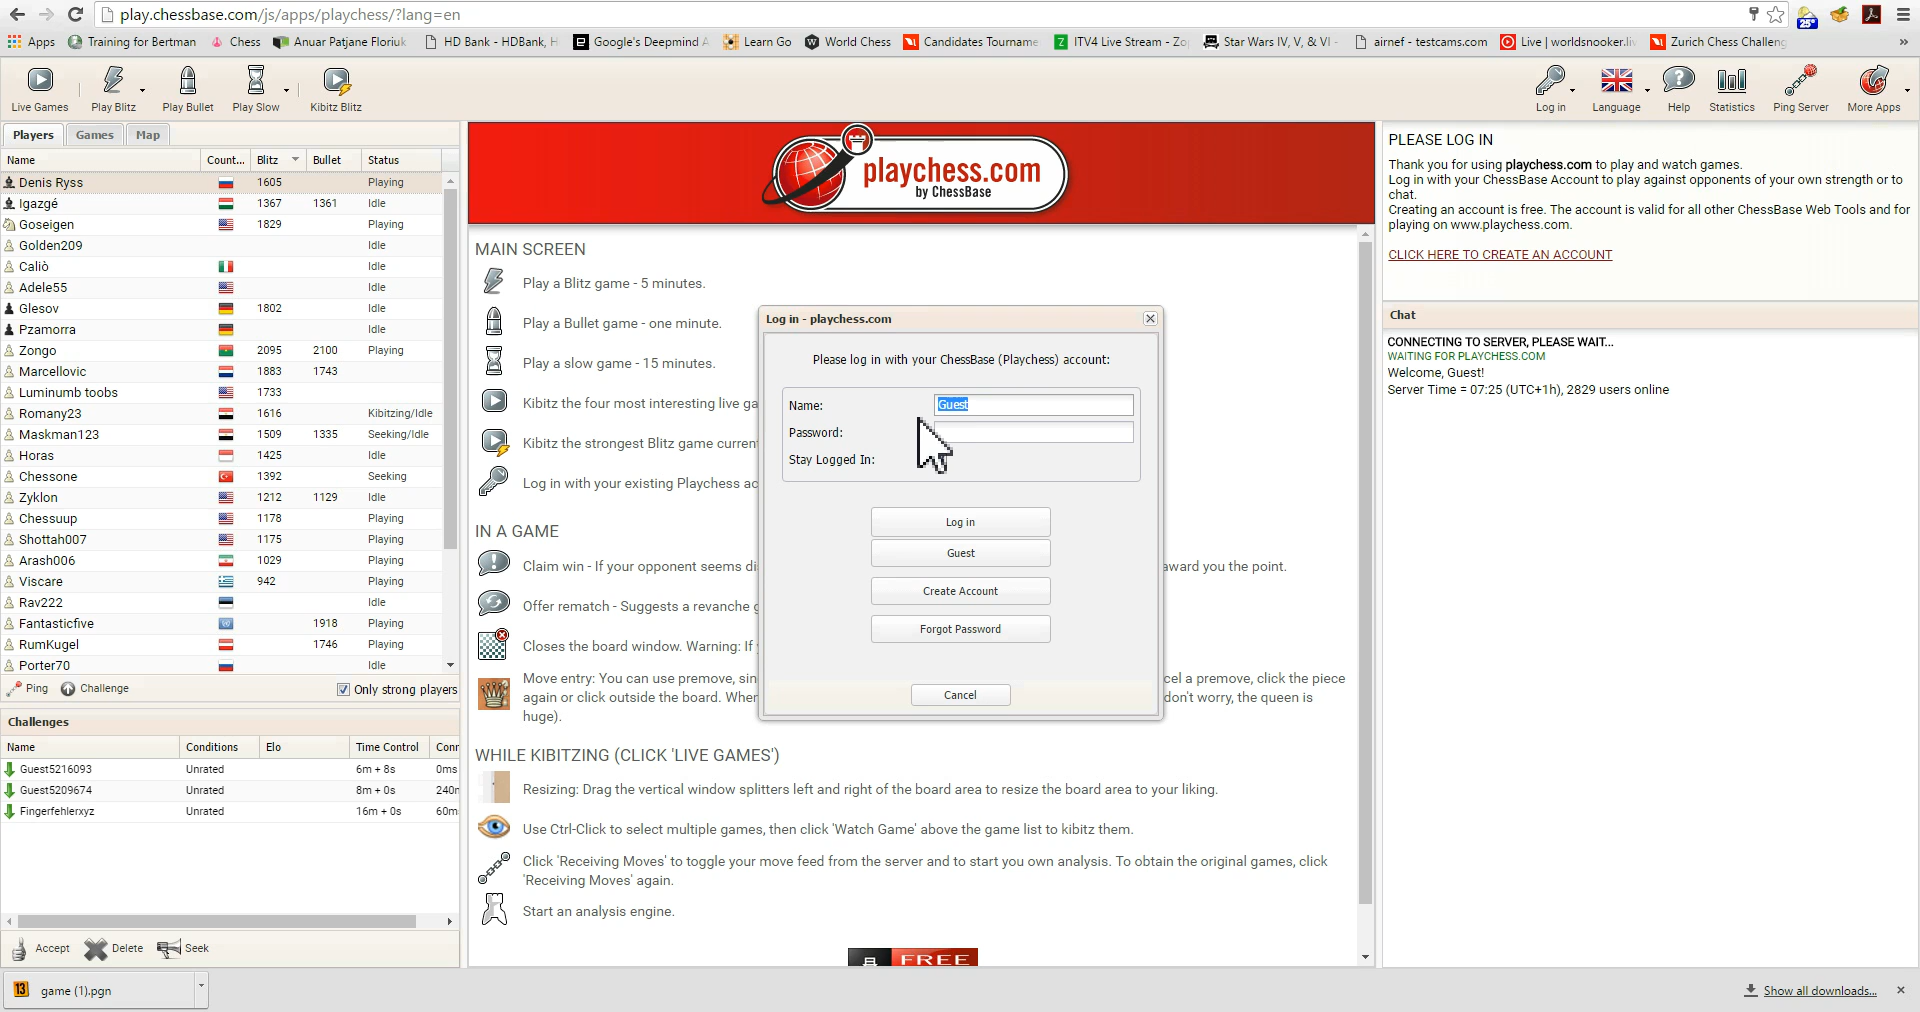 play.chessbase.com/js/apps/playchess/?lang=en
Apps
Training for Bertman
Chess
Anuar Patjane Floriuk
HD Bank - HDBank, H
Google's Deepmind A
Learn Go
World Chess
Candidates Tourname
ITV4 Live Stream - Zo
Star Wars IV, V, & VI -
airnef - testcams.com
Live | worldsnooker.li
Zurich Chess Challeng
»
25°
Live Games
Play Blitz
Play Bullet
Play Slow
Kibitz Blitz
Log in
Language
Help
Statistics
Ping Server
More Apps
Players
Games
Map
Name Count... Blitz Bullet Status
Denis Ryss 1605 Playing
Igazgé 1367 1361 Idle
Goseigen 1829 Playing
Golden209 Idle
Caliò Idle
Adele55 Idle
Glesov 1802 Idle
Pzamorra Idle
Zongo 2095 2100 Playing
Marcellovic 1883 1743 Idle
Luminumb toobs 1733 Idle
Romany23 1616 Kibitzing/Idle
Maskman123 1509 1335 Seeking/Idle
Horas 1425 Idle
Chessone 1392 Seeking
Zyklon 1212 1129 Idle
Chessuup 1178 Playing
Shottah007 1175 Playing
Arash006 1029 Playing
Viscare 942 Playing
Rav222 Idle
Fantasticfive 1918 Playing
RumKugel 1746 Playing
Porter70 Idle
Ping
Challenge
Only strong players
Challenges
Name Conditions Elo Time Control Conn
Guest5216093 Unrated 6m + 8s 0ms
Guest5209674 Unrated 8m + 0s 240m
Fingerfehlerxyz Unrated 16m + 0s 60ms
Accept
Delete
Seek
playchess.com
by ChessBase
MAIN SCREEN
Play a Blitz game - 5 minutes.
Play a Bullet game - one minute.
Play a slow game - 15 minutes.
Kibitz the four most interesting live ga
Kibitz the strongest Blitz game curren
Log in with your existing Playchess ac
IN A GAME
Claim win - If your opponent seems di
award you the point.
Offer rematch - Suggests a revanche g
Closes the board window. Warning: If
Move entry: You can use premove, sin
cel a premove, click the piece
again or click outside the board. Wher
don't worry, the queen is
huge).
WHILE KIBITZING (CLICK 'LIVE GAMES')
Resizing: Drag the vertical window splitters left and right of the board area to resize the board area to your liking.
Use Ctrl-Click to select multiple games, then click 'Watch Game' above the game list to kibitz them.
Click 'Receiving Moves' to toggle your move feed from the server and to start you own analysis. To obtain the original games, click
'Receiving Moves' again.
Start an analysis engine.
FREE
Log in - playchess.com
Please log in with your ChessBase (Playchess) account:
Name: Guest
Password:
Stay Logged In:
Log in
Guest
Create Account
Forgot Password
Cancel
PLEASE LOG IN
Thank you for using playchess.com to play and watch games.
Log in with your ChessBase Account to play against opponents of your own strength or to
chat.
Creating an account is free. The account is valid for all other ChessBase Web Tools and for
playing on www.playchess.com.
CLICK HERE TO CREATE AN ACCOUNT
Chat
CONNECTING TO SERVER, PLEASE WAIT...
WAITING FOR PLAYCHESS.COM
Welcome, Guest!
Server Time = 07:25 (UTC+1h), 2829 users online
13
game (1).pgn
Show all downloads...